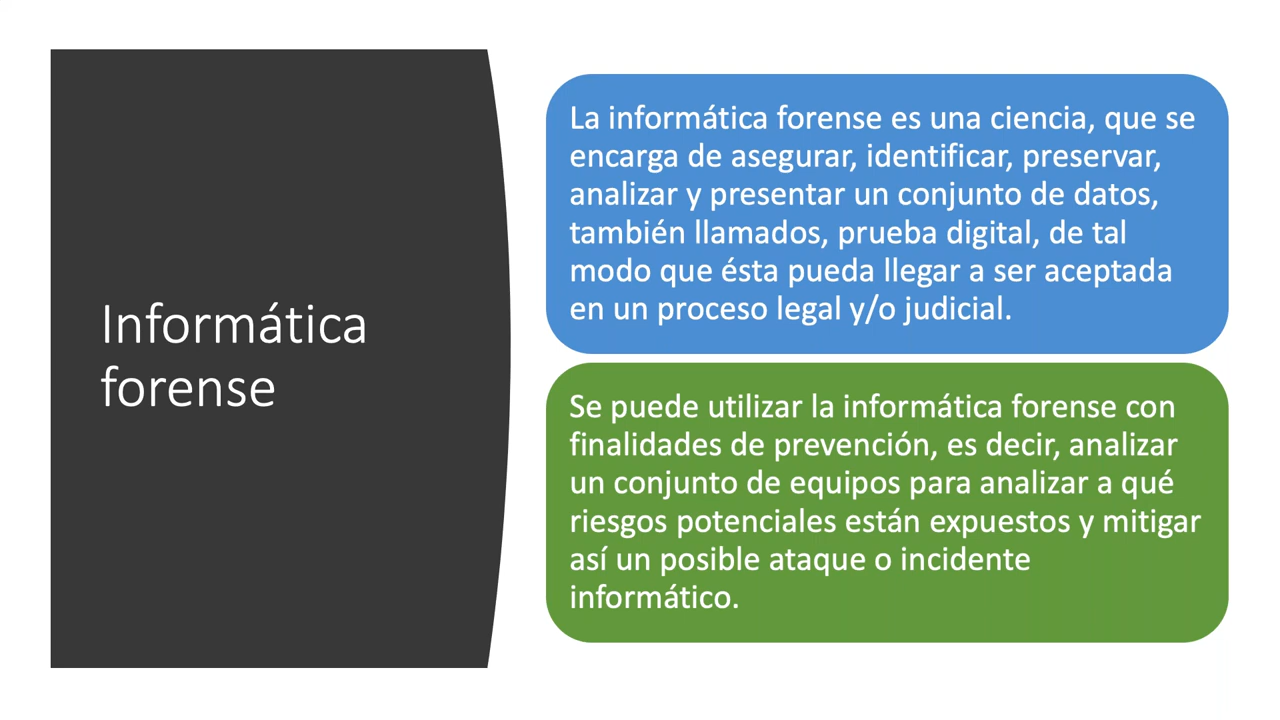 Informática
forense
La informática forense es una ciencia, que se
encarga de asegurar, identificar, preservar,
analizar y presentar un conjunto de datos,
también llamados, prueba digital, de tal
modo que ésta pueda llegar a ser aceptada
en un proceso legal y/o judicial.
Se puede utilizar la informática forense con
finalidades de prevención, es decir, analizar
un conjunto de equipos para analizar a qué
riesgos potenciales están expuestos y mitigar
así un posible ataque o incidente
informático.